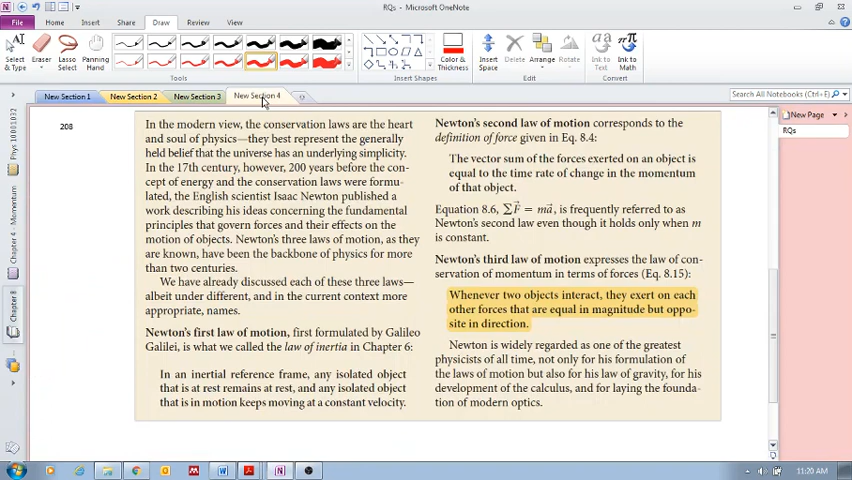 RQs - Microsoft OneNote
File
Home
Insert
Share
Draw
Review
View
Select
& Type
Eraser
Lasso
Select
Panning
Hand
Color &
Thickness
Insert
Space
Delete
Arrange
Rotate
Ink to
Text
Ink to
Math
Tools
Insert Shapes
Edit
Convert
New Section 1
New Section 2
New Section 3
New Section 4
Search All Notebooks (Ctrl+E)
New Page
RQs
Physics 10001032
Chapter 4 - Momentum
Chapter 8
208
In the modern view, the conservation laws are the heart
and soul of physics—they best represent the generally
held belief that the universe has an underlying simplicity.
In the 17th century, however, 200 years before the con-
cept of energy and the conservation laws were formu-
lated, the English scientist Isaac Newton published a
work describing his ideas concerning the fundamental
principles that govern forces and their effects on the
motion of objects. Newton's three laws of motion, as they
are known, have been the backbone of physics for more
than two centuries.
We have already discussed each of these three laws—
albeit under different, and in the current context more
appropriate, names.
Newton's first law of motion, first formulated by Galileo
Galilei, is what we called the law of inertia in Chapter 6:
In an inertial reference frame, any isolated object
that is at rest remains at rest, and any isolated object
that is in motion keeps moving at a constant velocity.
Newton's second law of motion corresponds to the
definition of force given in Eq. 8.4:
The vector sum of the forces exerted on an object is
equal to the time rate of change in the momentum
of that object.
Equation 8.6, ∑F⃗ = ma⃗, is frequently referred to as
Newton's second law even though it holds only when m
is constant.
Newton's third law of motion expresses the law of con-
servation of momentum in terms of forces (Eq. 8.15):
Whenever two objects interact, they exert on each
other forces that are equal in magnitude but oppo-
site in direction.
Newton is widely regarded as one of the greatest
physicists of all time, not only for his formulation of
the laws of motion but also for his law of gravity, for his
development of the calculus, and for laying the founda-
tion of modern optics.
11:20 AM